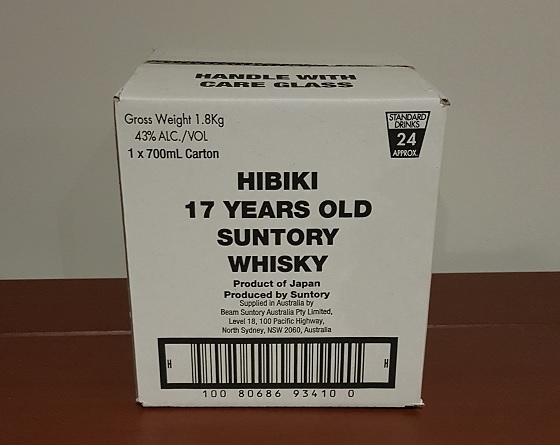 HANDLE WITH
CARE GLASS
Gross Weight 1.8Kg
43% ALC./VOL
1 x 700mL Carton
STANDARD
DRINKS
24
APPROX.
HIBIKI
17 YEARS OLD
SUNTORY
WHISKY
Product of Japan
Produced by Suntory
Supplied in Australia by
Beam Suntory Australia Pty Limited,
Level 18, 100 Pacific Highway,
North Sydney, NSW 2060, Australia
H H
100 80686 93410 0